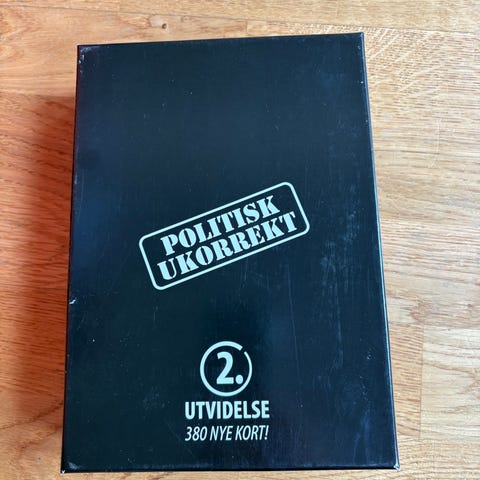 POLITISK
UKORREKT
2.
UTVIDELSE
380 NYE KORT!